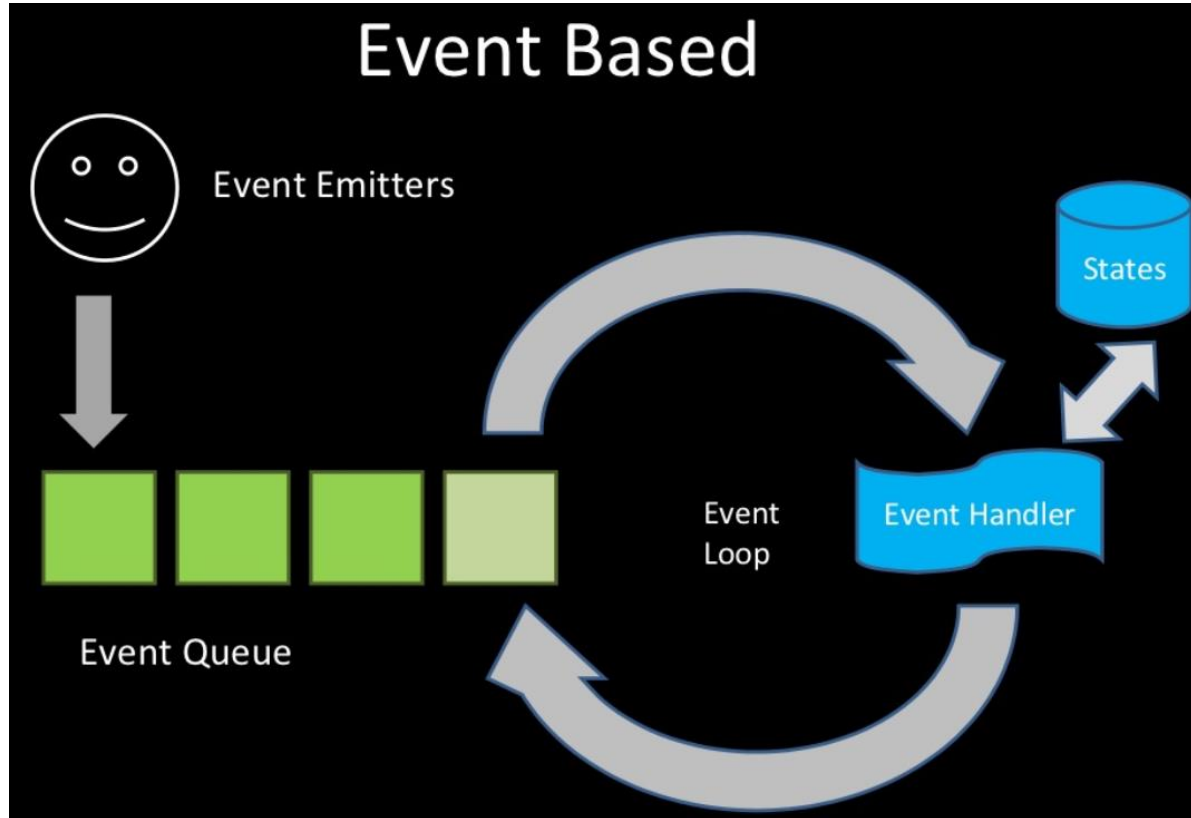 Event Based
Event Emitters
States
Event
Loop
Event Handler
Event Queue